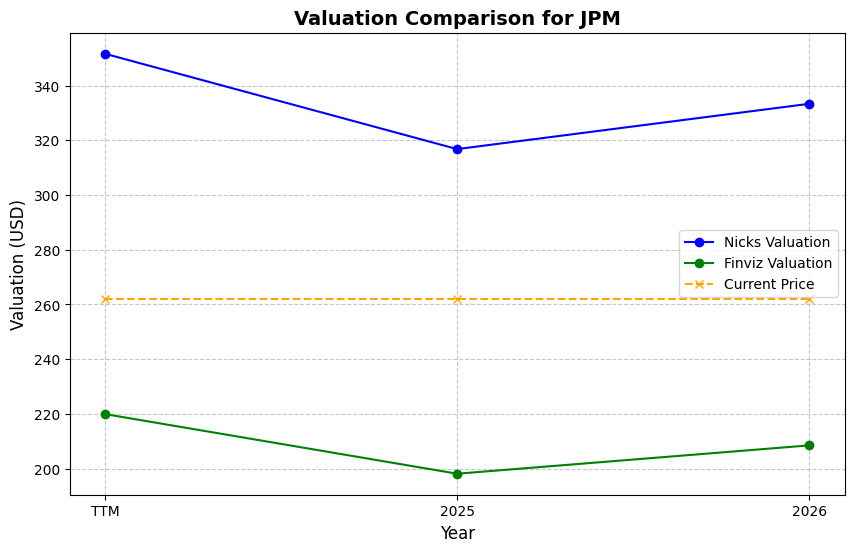 Valuation Comparison for JPM
Valuation (USD)
340
320
300
280
260
240
220
200
Nicks Valuation
Finviz Valuation
Current Price
TTM
2025
2026
Year